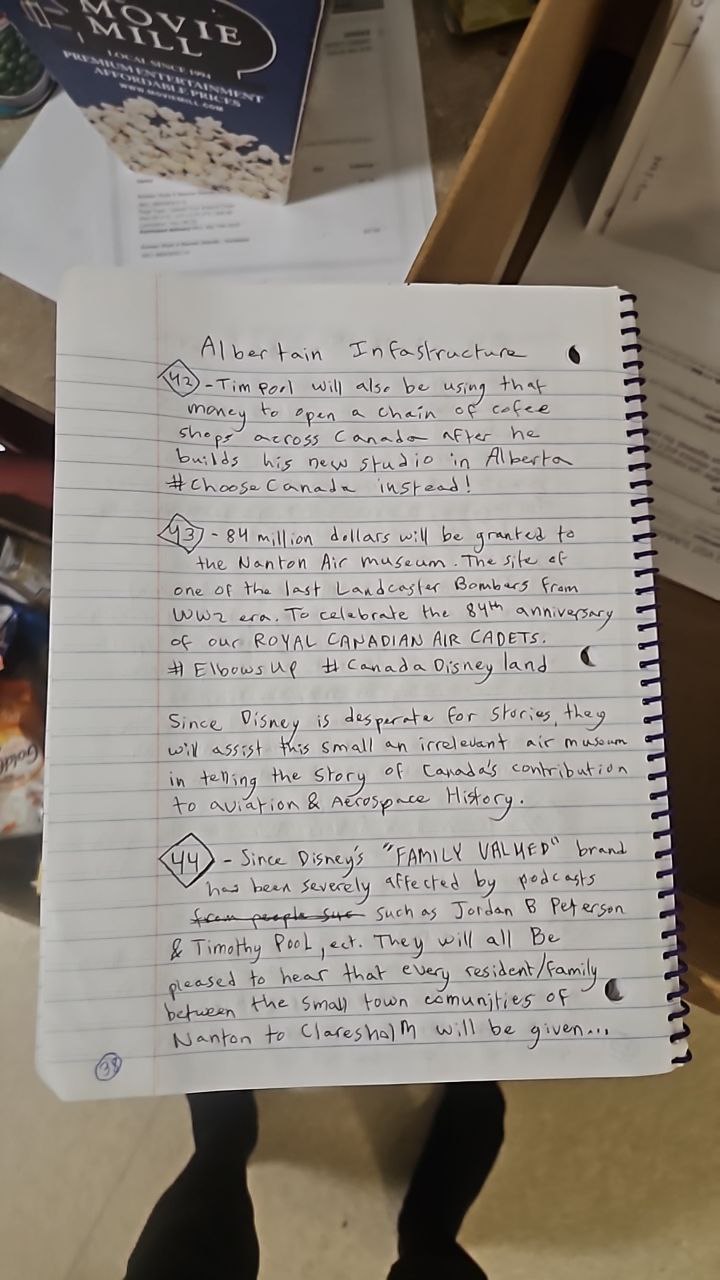 MOVIE
MILL
LOCAL SINCE 1994
PREMIUM ENTERTAINMENT
AFFORDABLE PRICES
WWW.MOVIEMILL.COM
Albertain Infastructure
42 - Tim Pool will also be using that
money to open a chain of cofee
shops across Canada after he
builds his new studio in Alberta
#ChooseCanada instead!
43 - 84 million dollars will be granted to
the Nanton Air museum. The site of
one of the last Landcaster Bombers from
WW2 era. To celebrate the 84th anniversary
of our ROYAL CANADIAN AIR CADETS.
# Elbows Up # Canada Disney land
Since Disney is desperate for stories, they
will assist this small an irrelevant air museum
in telling the story of Canada's contribution
to aviation & Aerospace History.
44 - Since Disney's "FAMILY VALUED" brand
has been severely affected by podcasts
such as Jordan B Peterson
& Timothy Pool, ect. They will all Be
pleased to hear that every resident/family
between the small town comunities of
Nanton to Claresholm will be given...
38